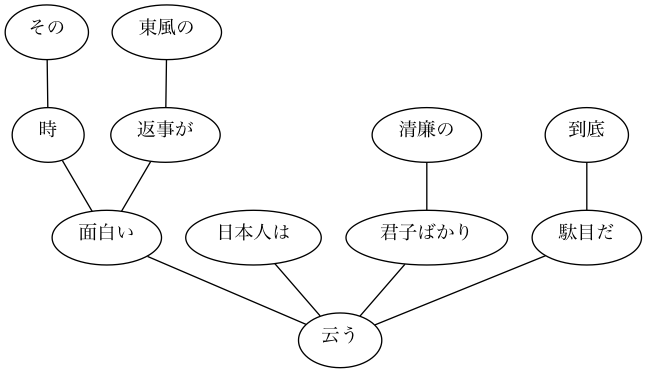 その
東風の
時
返事が
清廉の
到底
面白い
日本人は
君子ばかり
駄目だ
云う